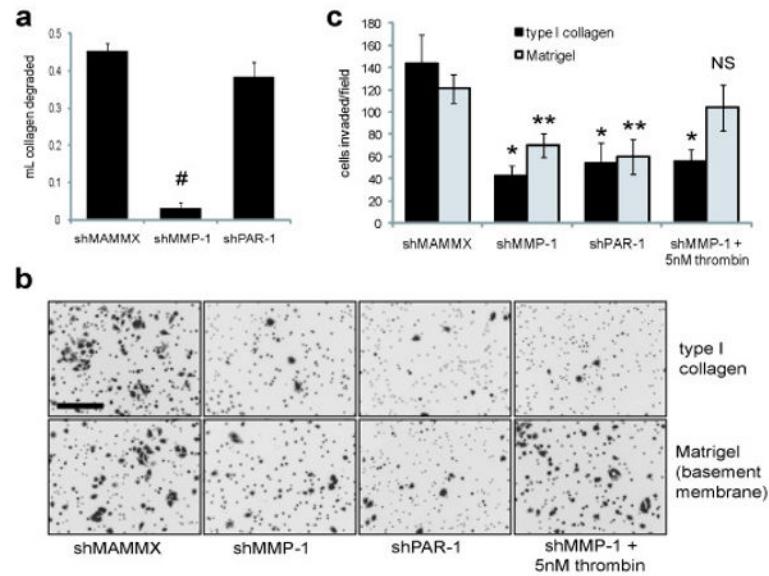 a
mL collagen degraded
0.5
0.4
0.3
0.2
0.1
0
#
shMAMMX shMMP-1 shPAR-1
c
cells invaded/field
180
160
140
120
100
80
60
40
20
0
type I collagen
Matrigel
* ** * ** * NS
shMAMMX shMMP-1 shPAR-1 shMMP-1 +
5nM thrombin
b
type I
collagen
Matrigel
(basement
membrane)
shMAMMX shMMP-1 shPAR-1 shMMP-1 +
5nM thrombin